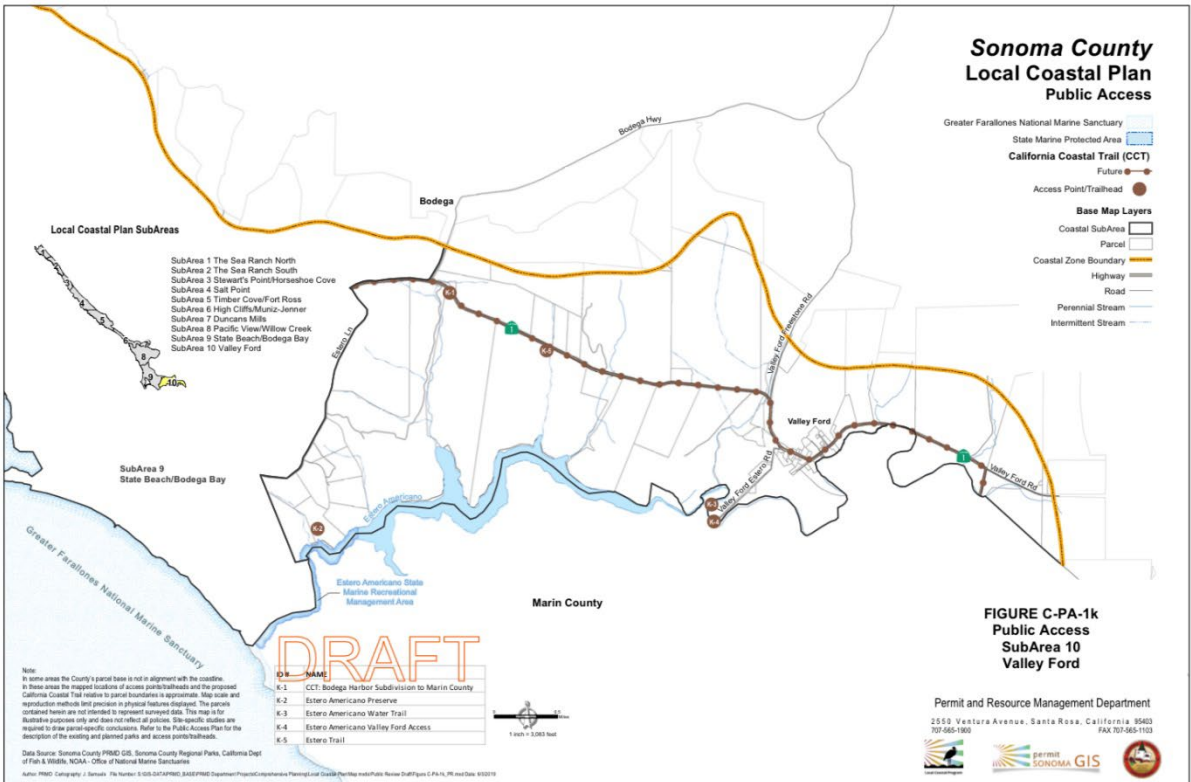 Sonoma County
Local Coastal Plan
Public Access
Greater Farallones National Marine Sanctuary
State Marine Protected Area
California Coastal Trail (CCT)
Future
Access Point/Trailhead
Base Map Layers
Coastal SubArea
Parcel
Coastal Zone Boundary
Highway
Road
Perennial Stream
Intermittent Stream
Bodega Hwy
Bodega
Local Coastal Plan SubAreas
SubArea 1 The Sea Ranch North
SubArea 2 The Sea Ranch South
SubArea 3 Stewart's Point/Horseshoe Cove
SubArea 4 Salt Point
SubArea 5 Timber Cove/Fort Ross
SubArea 6 High Cliffs/Muniz-Jenner
SubArea 7 Duncans Mills
SubArea 8 Pacific View/Willow Creek
SubArea 9 State Beach/Bodega Bay
SubArea 10 Valley Ford
4
5
6
8
9
10
K-1
1
K-5
Estero Ln
Valley Ford Freestone Rd
Valley Ford
1
Valley Ford Rd
Valley Ford Estero Rd
SubArea 9
State Beach/Bodega Bay
Estero Americano
K-2
K-3
K-4
Greater Farallones National Marine Sanctuary
Estero Americano State
Marine Recreational
Management Area
Marin County
FIGURE C-PA-1k
Public Access
SubArea 10
Valley Ford
DRAFT
ID # NAME
K-1 CCT: Bodega Harbor Subdivision to Marin County
K-2 Estero Americano Preserve
K-3 Estero Americano Water Trail
K-4 Estero Americano Valley Ford Access
K-5 Estero Trail
Note:
In some areas the County's parcel base is not in alignment with the coastline.
In these areas the mapped locations of access points/trailheads and the proposed
California Coastal Trail relative to parcel boundaries is approximate. Map scale and
reproduction methods limit precision in physical features displayed. The parcels
contained herein are not intended to represent surveyed data. This map is for
illustrative purposes only and does not reflect all policies. Site-specific studies are
required to draw parcel-specific conclusions. Refer to the Public Access Plan for the
description of the existing and planned parks and access points/trailheads.
Data Source: Sonoma County PRMD GIS, Sonoma County Regional Parks, California Dept
of Fish & Wildlife, NOAA - Office of National Marine Sanctuaries
1 inch = 3,083 feet
Permit and Resource Management Department
2550 Ventura Avenue, Santa Rosa, California 95403
707-565-1900 FAX 707-565-1103
Local Coastal Program
permit
SONOMA GIS